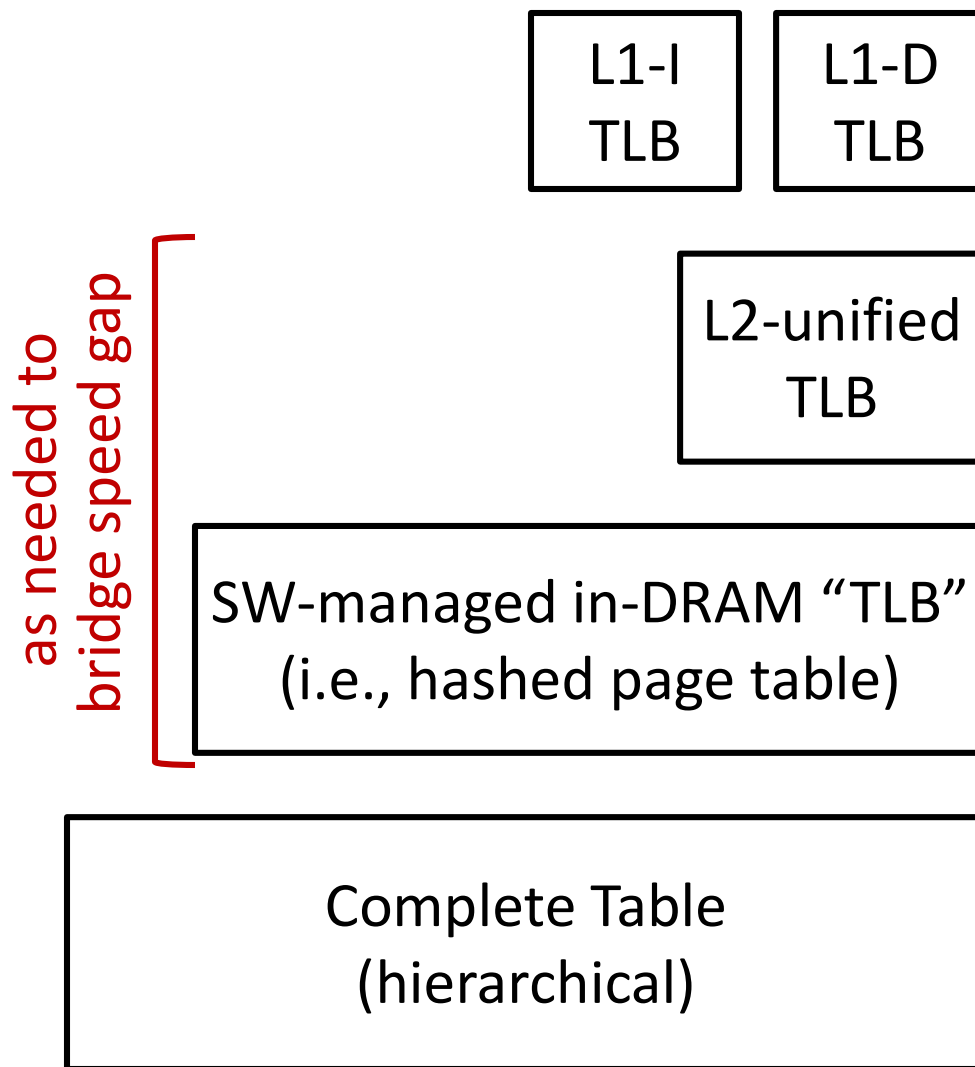 L1-I
TLB
L1-D
TLB
as needed to
bridge speed gap
L2-unified
TLB
SW-managed in-DRAM “TLB”
(i.e., hashed page table)
Complete Table
(hierarchical)